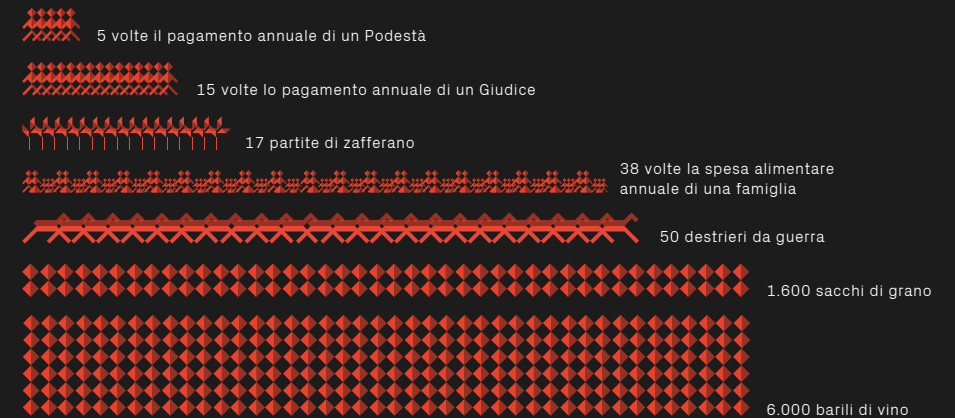 5 volte il pagamento annuale di un Podestà
15 volte lo pagamento annuale di un Giudice
17 partite di zafferano
38 volte la spesa alimentare
annuale di una famiglia
50 destrieri da guerra
1.600 sacchi di grano
6.000 barili di vino